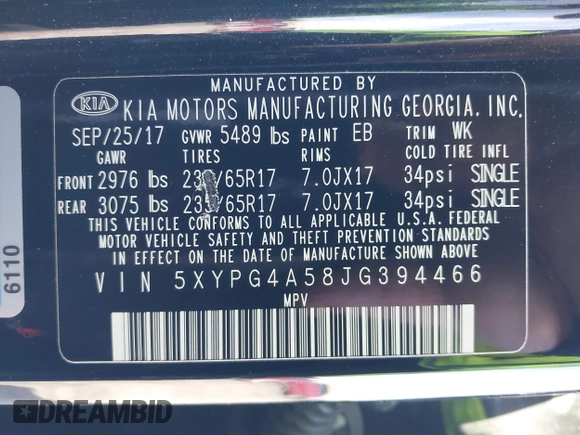 MANUFACTURED BY
KIA KIA MOTORS MANUFACTURING GEORGIA, INC.
SEP/25/17 GVWR 5489 lbs PAINT EB TRIM WK
GAWR TIRES RIMS COLD TIRE INFL
FRONT 2976 lbs /65R17 7.0JX17 34psi SINGLE
REAR 3075 lbs /65R17 7.0JX17 34psi SINGLE
THIS VEHICLE CONFORMS TO ALL APPLICABLE U.S.A. FEDERAL
MOTOR VEHICLE SAFETY AND THEFT PREVENTION STANDARDS
IN EFFECT ON THE DATE OF MANUFACTURE SHOWN ABOVE.
VIN 5XYPG4A58JG394466
MPV
6110
DREAMBID